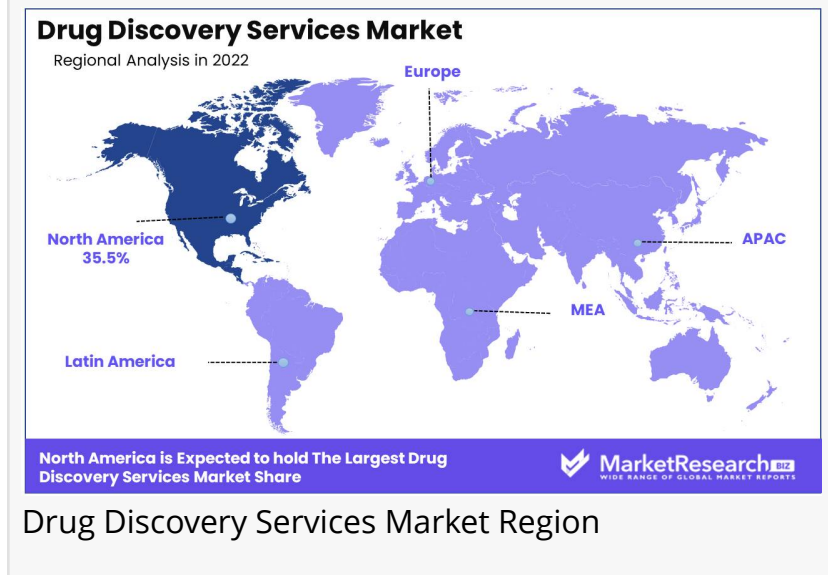 Drug Discovery Services Market
Regional Analysis in 2022
Europe
North America
35.5%
APAC
MEA
Latin America
North America is Expected to hold The Largest Drug
Discovery Services Market Share
MarketResearch BIZ
WIDE RANGE OF GLOBAL MARKET REPORTS
Drug Discovery Services Market Region